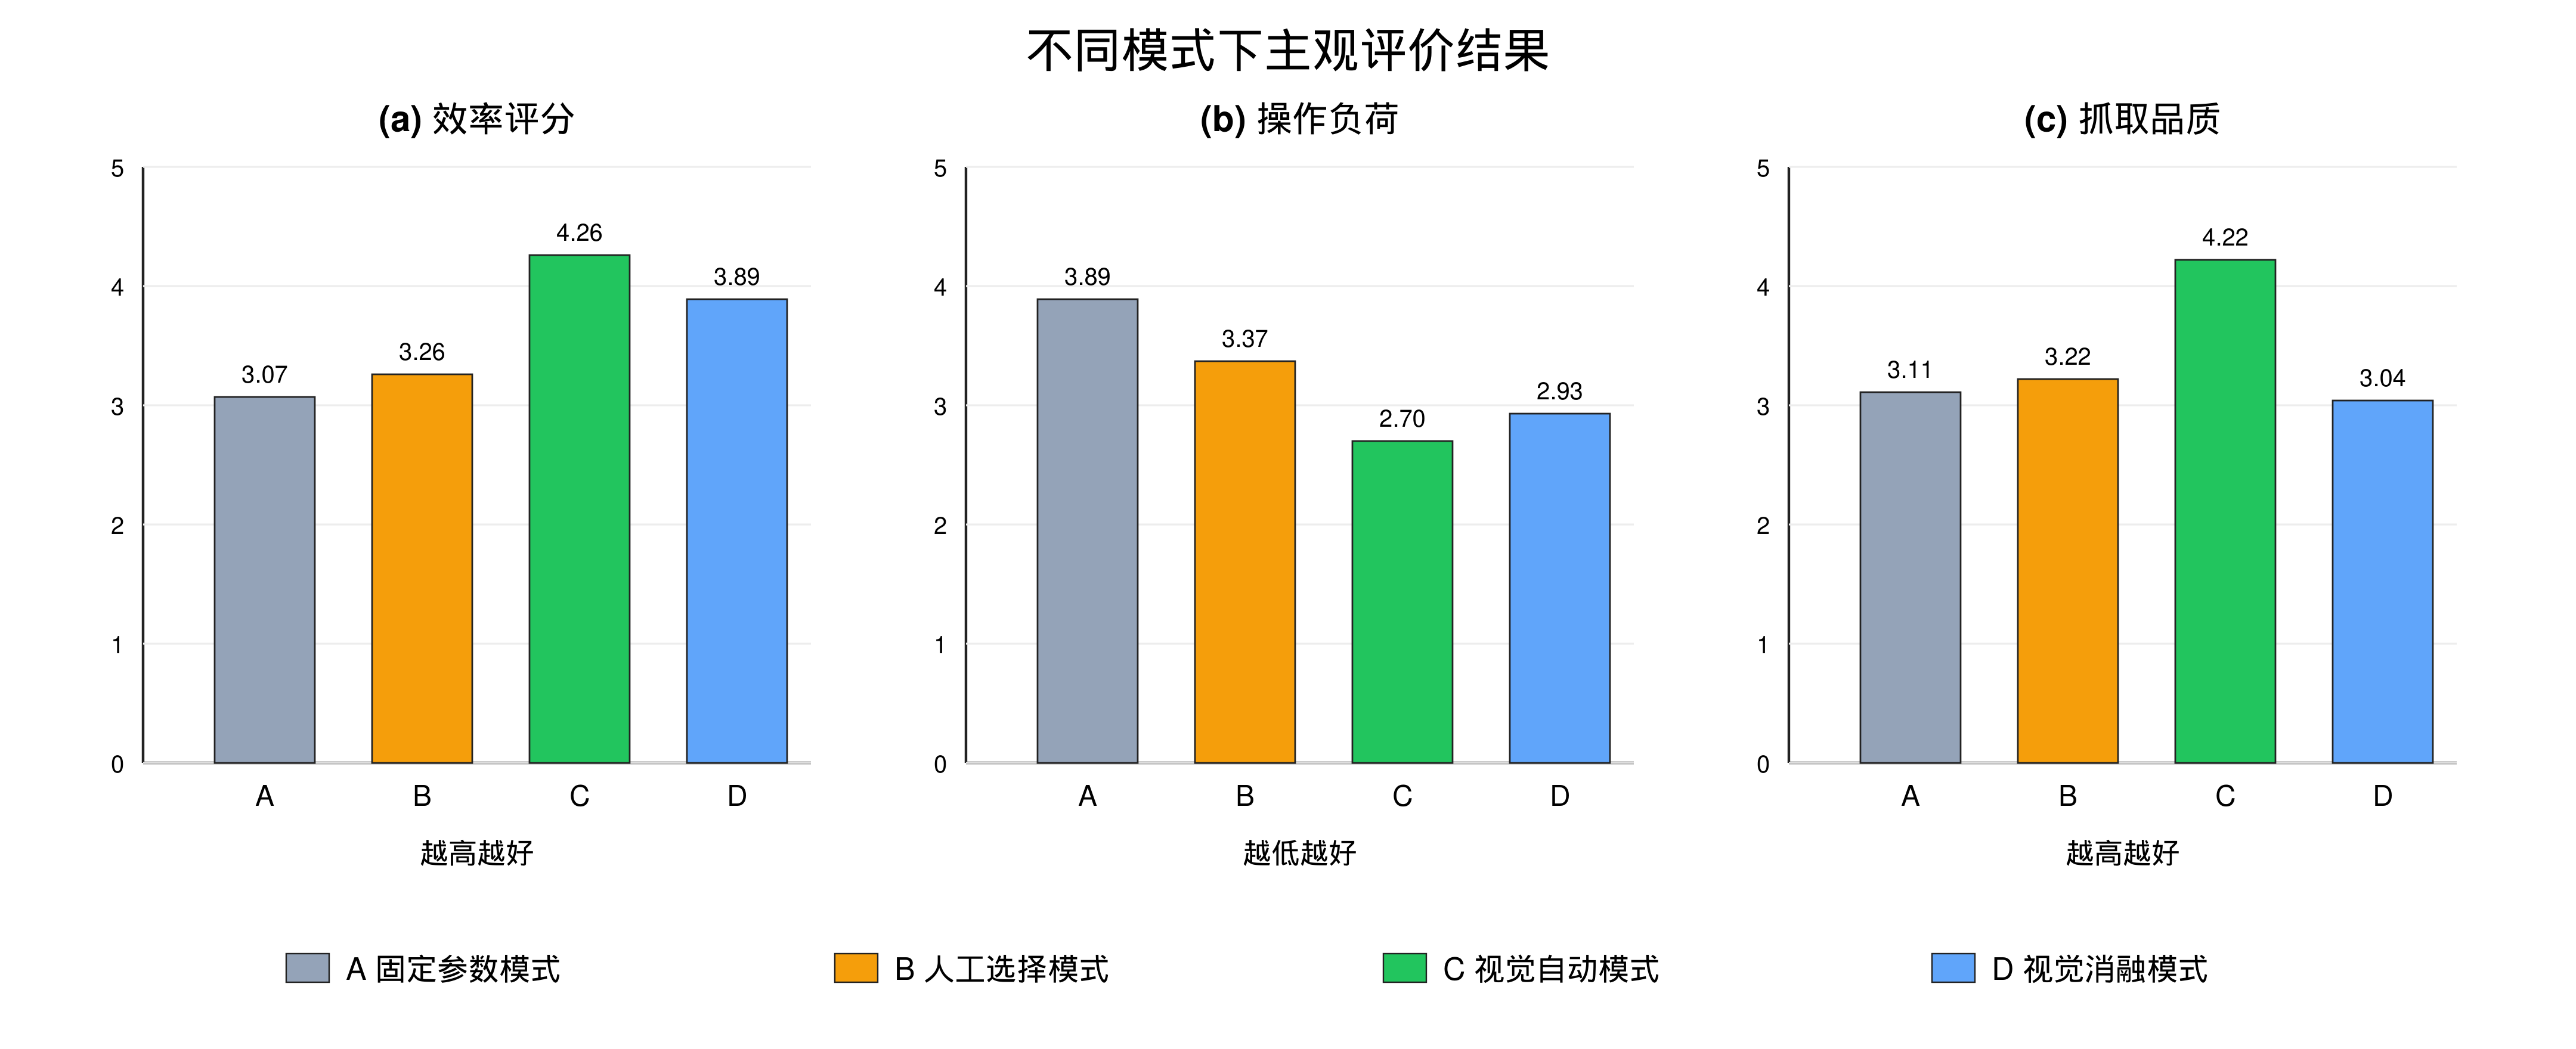 不同模式下主观评价结果
(a) 效率评分
5
4
3
2
1
0
3.07
3.26
4.26
3.89
A
B
C
D
越高越好
(b) 操作负荷
5
4
3
2
1
0
3.89
3.37
2.70
2.93
A
B
C
D
越低越好
(c) 抓取品质
5
4
3
2
1
0
3.11
3.22
4.22
3.04
A
B
C
D
越高越好
A 固定参数模式
B 人工选择模式
C 视觉自动模式
D 视觉消融模式